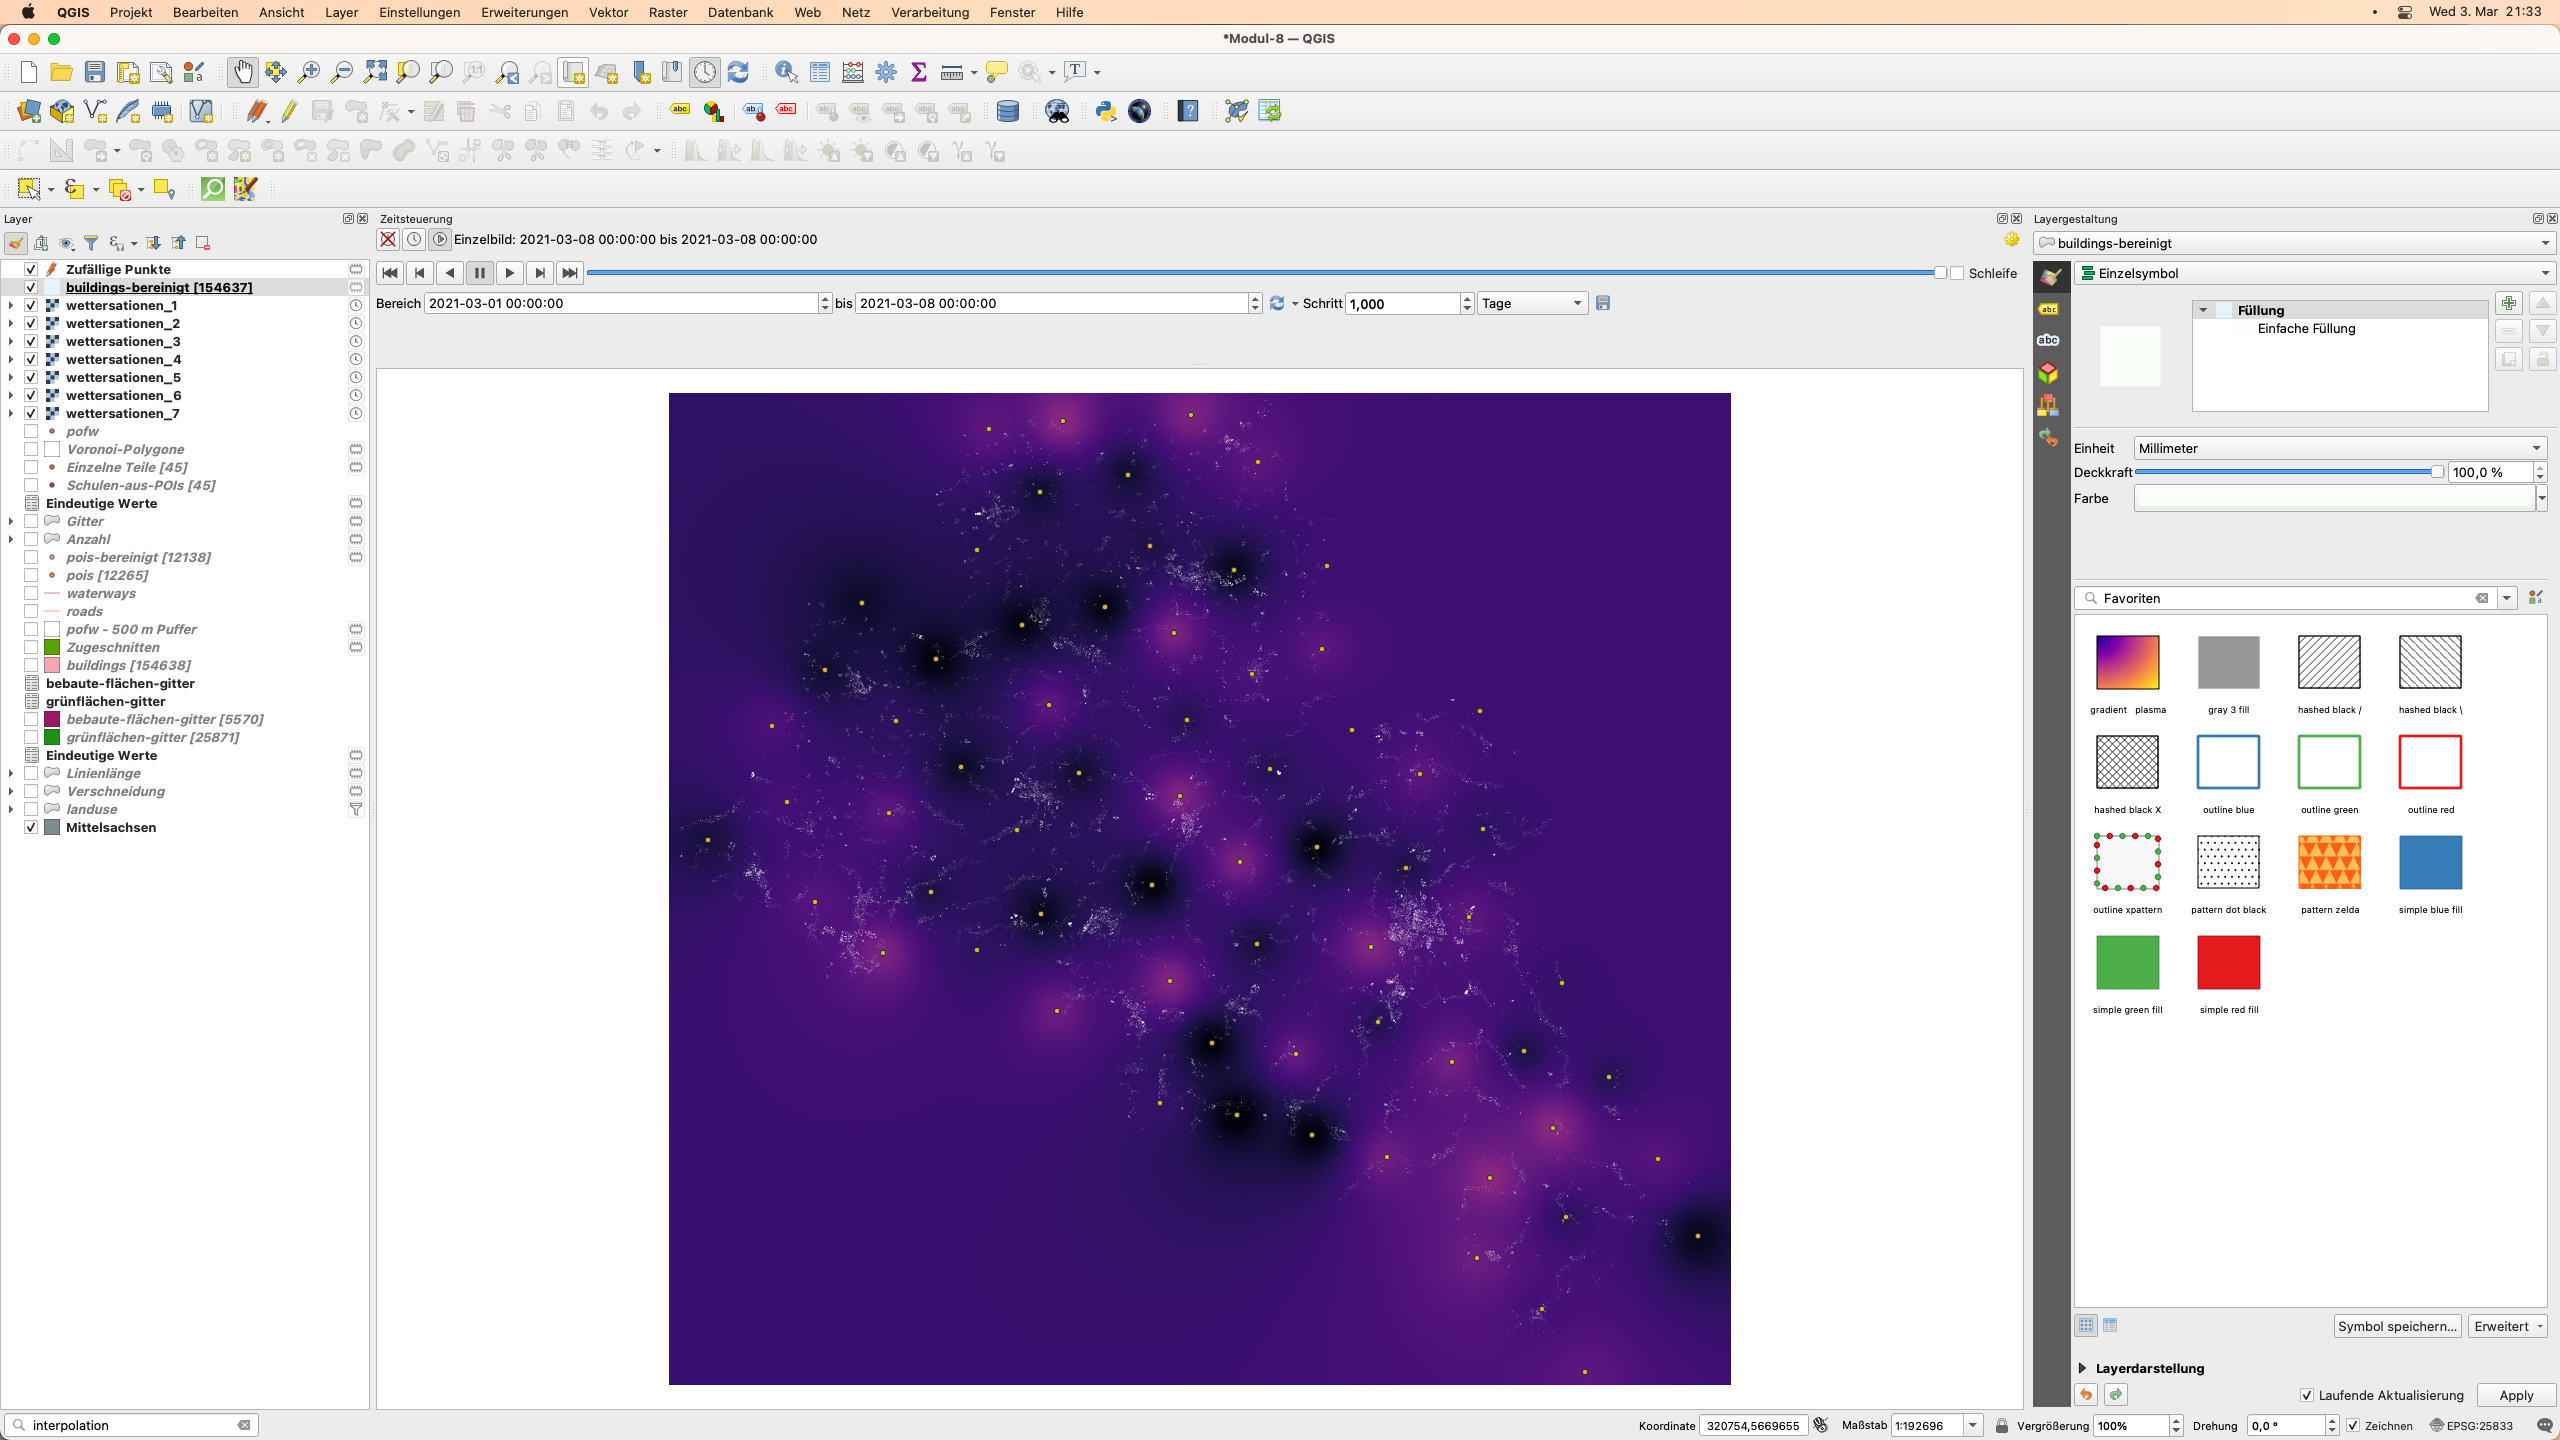 QGIS Projekt Bearbeiten Ansicht Layer Einstellungen Erweiterungen Vektor Raster Datenbank Web Netz Verarbeitung Fenster Hilfe Wed 3. Mar 21:33
*Modul-8 — QGIS
Layer
Zufällige Punkte
buildings-bereinigt [154637]
wettersationen_1
wettersationen_2
wettersationen_3
wettersationen_4
wettersationen_5
wettersationen_6
wettersationen_7
pofw
Voronoi-Polygone
Einzelne Teile [45]
Schulen-aus-POIs [45]
Eindeutige Werte
Gitter
Anzahl
pois-bereinigt [12138]
pois [12265]
waterways
roads
pofw - 500 m Puffer
Zugeschnitten
buildings [154638]
bebaute-flächen-gitter
grünflächen-gitter
bebaute-flächen-gitter [5570]
grünflächen-gitter [25871]
Eindeutige Werte
Linienlänge
Verschneidung
landuse
Mittelsachsen
Zeitsteuerung
Einzelbild: 2021-03-08 00:00:00 bis 2021-03-08 00:00:00
Schleife
Bereich 2021-03-01 00:00:00 bis 2021-03-08 00:00:00 Schritt 1,000 Tage
Layergestaltung
buildings-bereinigt
Einzelsymbol
Füllung
Einfache Füllung
Einheit Millimeter
Deckkraft 100,0 %
Farbe
Favoriten
gradient plasma gray 3 fill hashed black / hashed black \
hashed black X outline blue outline green outline red
outline xpattern pattern dot black pattern zelda simple blue fill
simple green fill simple red fill
Symbol speichern... Erweitert
Layerdarstellung
Laufende Aktualisierung Apply
interpolation Koordinate 320754,5669655 Maßstab 1:192696 Vergrößerung 100% Drehung 0,0 ° Zeichnen EPSG:25833